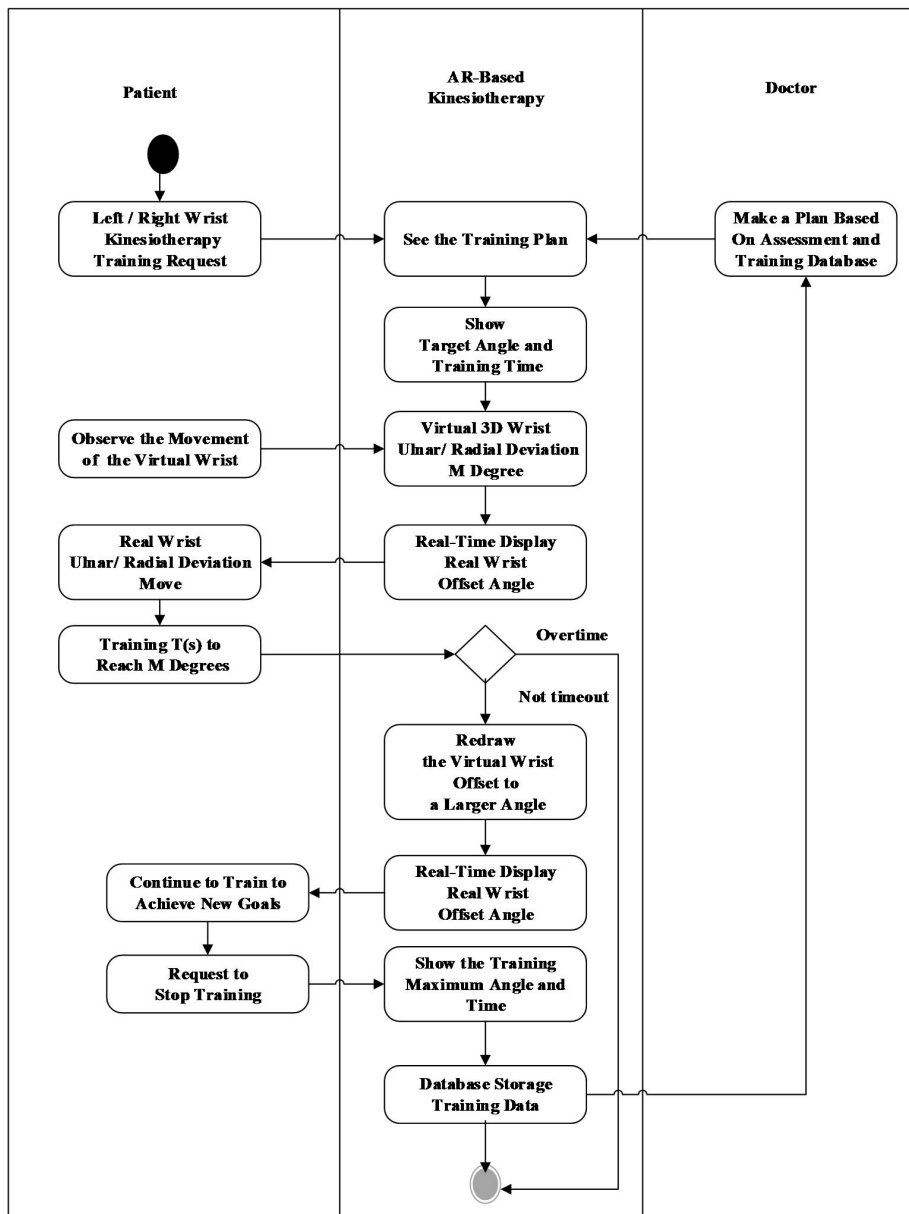 Patient
AR-Based
Kinesiotherapy
Doctor
Left / Right Wrist
Kinesiotherapy
Training Request
See the Training Plan
Make a Plan Based
On Assessment and
Training Database
Show
Target Angle and
Training Time
Observe the Movement
of the Virtual Wrist
Virtual 3D Wrist
Ulnar/ Radial Deviation
M Degree
Real Wrist
Ulnar/ Radial Deviation
Move
Real-Time Display
Real Wrist
Offset Angle
Training T(s) to
Reach M Degrees
Overtime
Not timeout
Redraw
the Virtual Wrist
Offset to
a Larger Angle
Continue to Train to
Achieve New Goals
Real-Time Display
Real Wrist
Offset Angle
Request to
Stop Training
Show the Training
Maximum Angle and
Time
Database Storage
Training Data